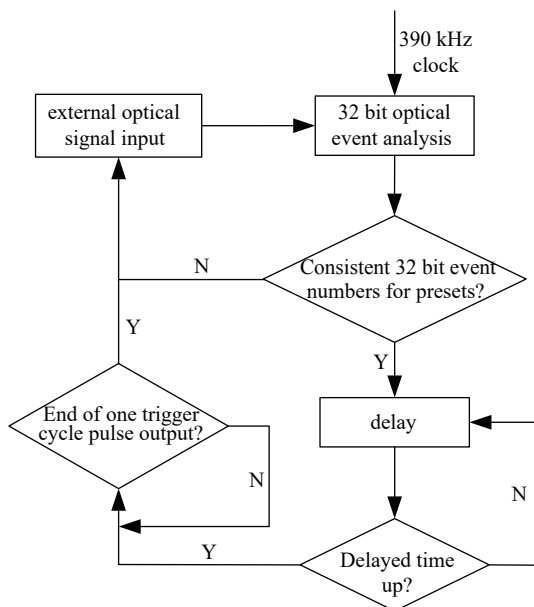 390 kHz
clock
external optical
signal input
32 bit optical
event analysis
N
Consistent 32 bit event
numbers for presets?
Y
Y
End of one trigger
cycle pulse output?
delay
N
N
Y
Delayed time
up?